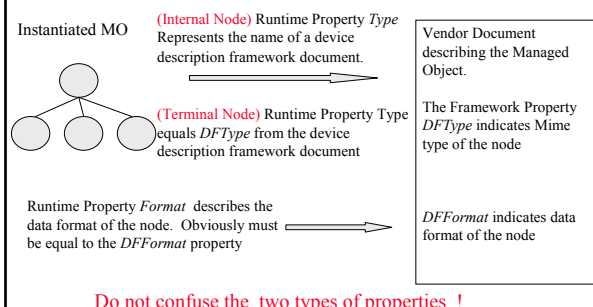 Instantiated MO
(Internal Node) Runtime Property Type
Represents the name of a device
description framework document.
(Terminal Node) Runtime Property Type
equals DFType from the device
description framework document
Vendor Document
describing the Managed
Object.
The Framework Property
DFType indicates Mime
type of the node
Runtime Property Format describes the
data format of the node. Obviously must
be equal to the DFFormat property
DFFormat indicates data
format of the node
Do not confuse the two types of properties !